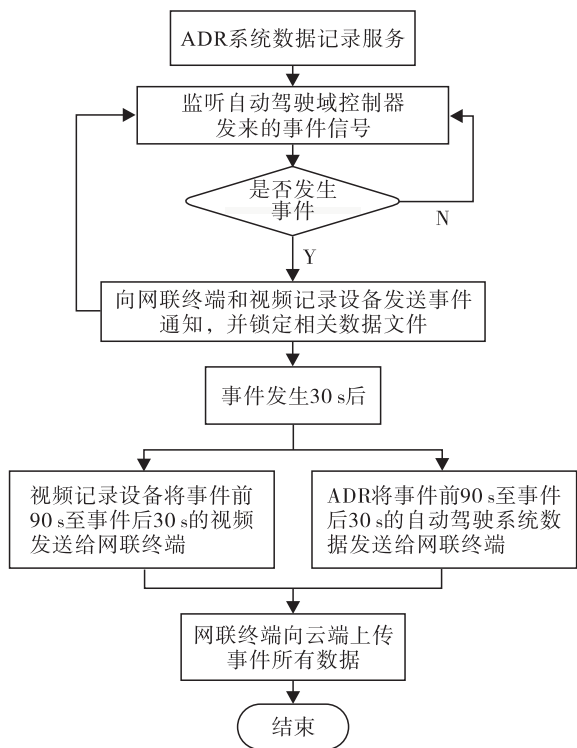 ADR系统数据记录服务
监听自动驾驶域控制器
发来的事件信号
是否发生
事件
N
Y
向网联终端和视频记录设备发送事件
通知，并锁定相关数据文件
事件发生30 s后
视频记录设备将事件前
90 s至事件后30 s的视频
发送给网联终端
ADR将事件前90 s至事件
后30 s的自动驾驶系统数
据发送给网联终端
网联终端向云端上传
事件所有数据
结束